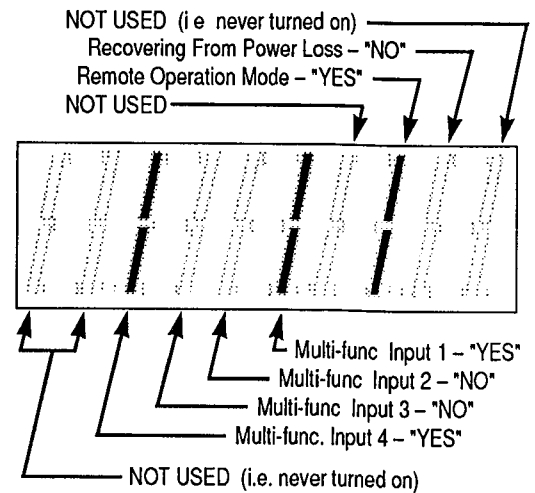 NOT USED (i e never turned on)
Recovering From Power Loss – "NO"
Remote Operation Mode – "YES"
NOT USED
Multi-func Input 1 – "YES"
Multi-func Input 2 – "NO"
Multi-func Input 3 – "NO"
Multi-func. Input 4 – "YES"
NOT USED (i.e. never turned on)